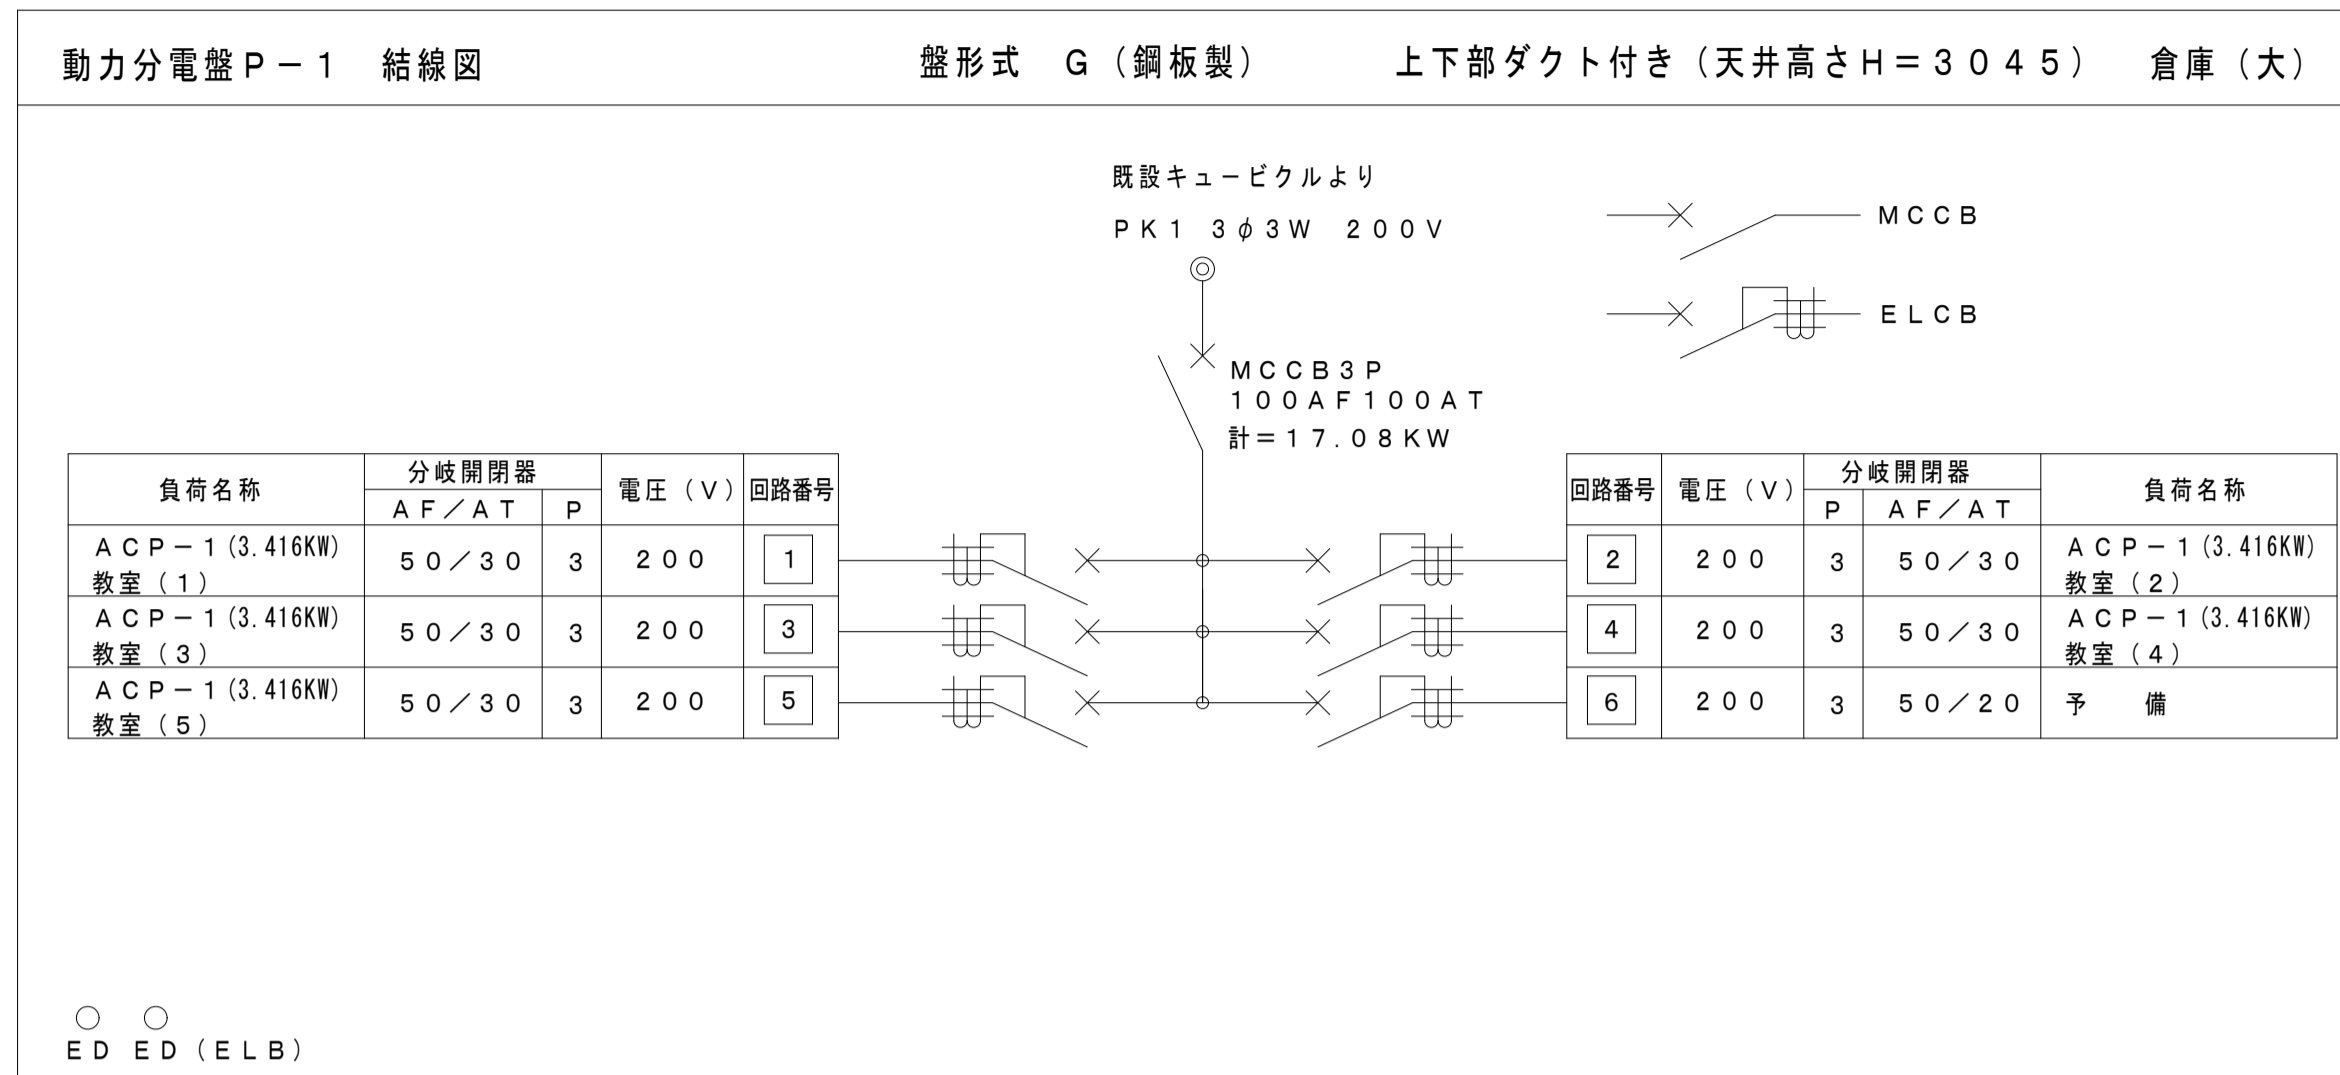 動力分電盤P－1　結線図　盤形式　G（鋼板製）　上下部ダクト付き（天井高さH＝3045）　倉庫（大）
既設キュービクルより
PK1　3φ3W　200V
MCCB
ELCB
MCCB3P
100AF100AT
計＝17.08KW
負荷名称　分岐開閉器　電圧（V）　回路番号
AF／AT　P
ACP－1(3.416KW)
教室（1）　50／30　3　200　1
ACP－1(3.416KW)
教室（3）　50／30　3　200　3
ACP－1(3.416KW)
教室（5）　50／30　3　200　5
回路番号　電圧（V）　分岐開閉器　負荷名称
P　AF／AT
2　200　3　50／30　ACP－1(3.416KW)
教室（2）
4　200　3　50／30　ACP－1(3.416KW)
教室（4）
6　200　3　50／20　予　備
ED　ED（ELB）